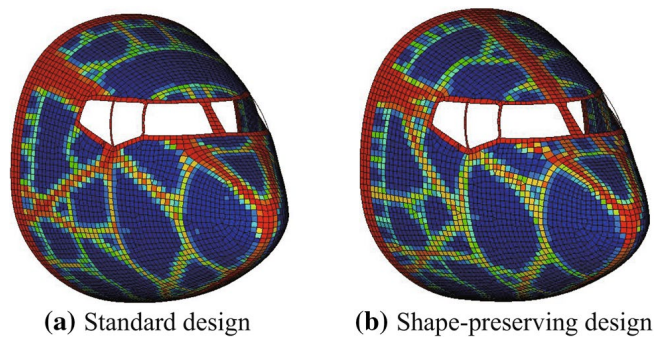 (a) Standard design
(b) Shape-preserving design